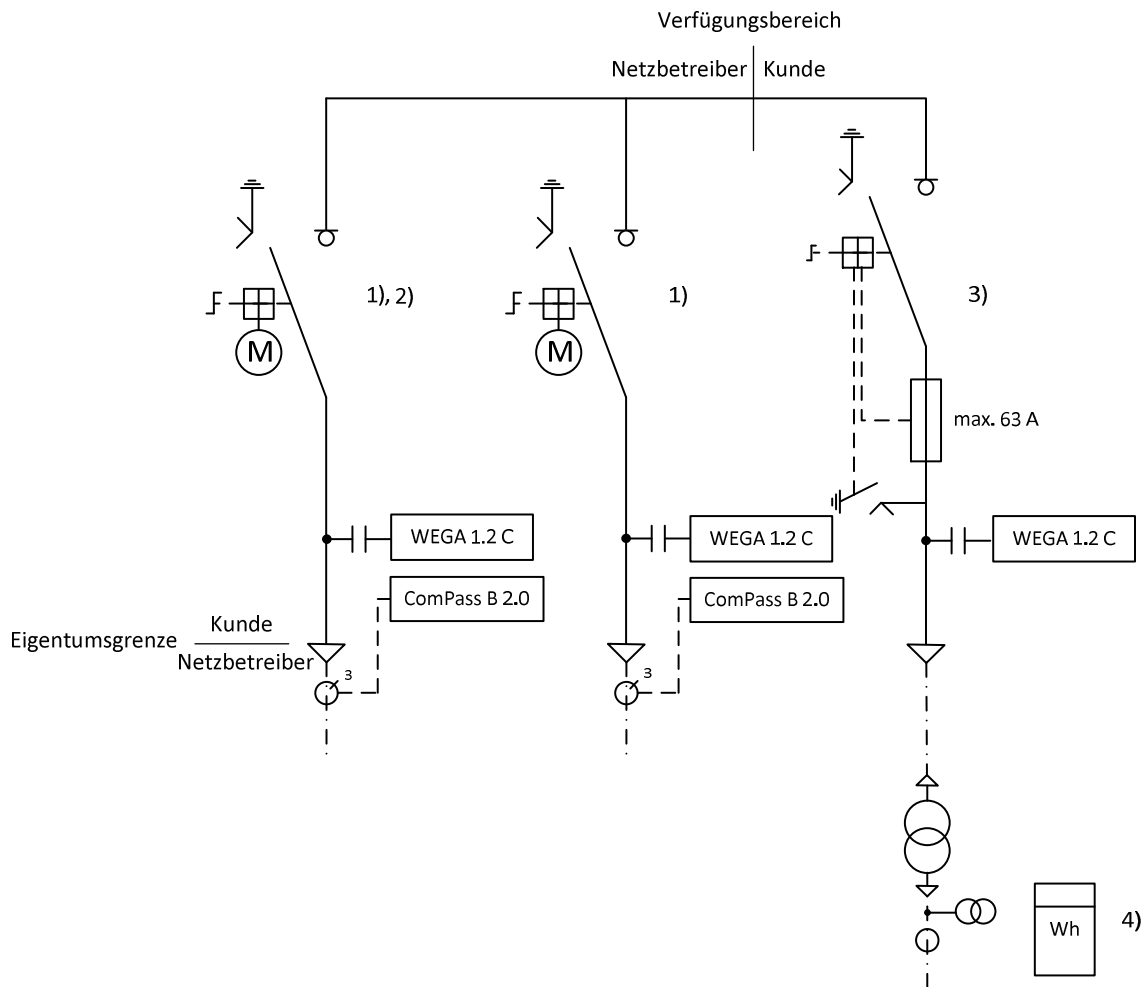 Verfügungsbereich
Netzbetreiber Kunde
1), 2)
1)
3)
M
M
max. 63 A
WEGA 1.2 C
WEGA 1.2 C
WEGA 1.2 C
ComPass B 2.0
ComPass B 2.0
Eigentumsgrenze
Kunde
Netzbetreiber
3
3
Wh
4)